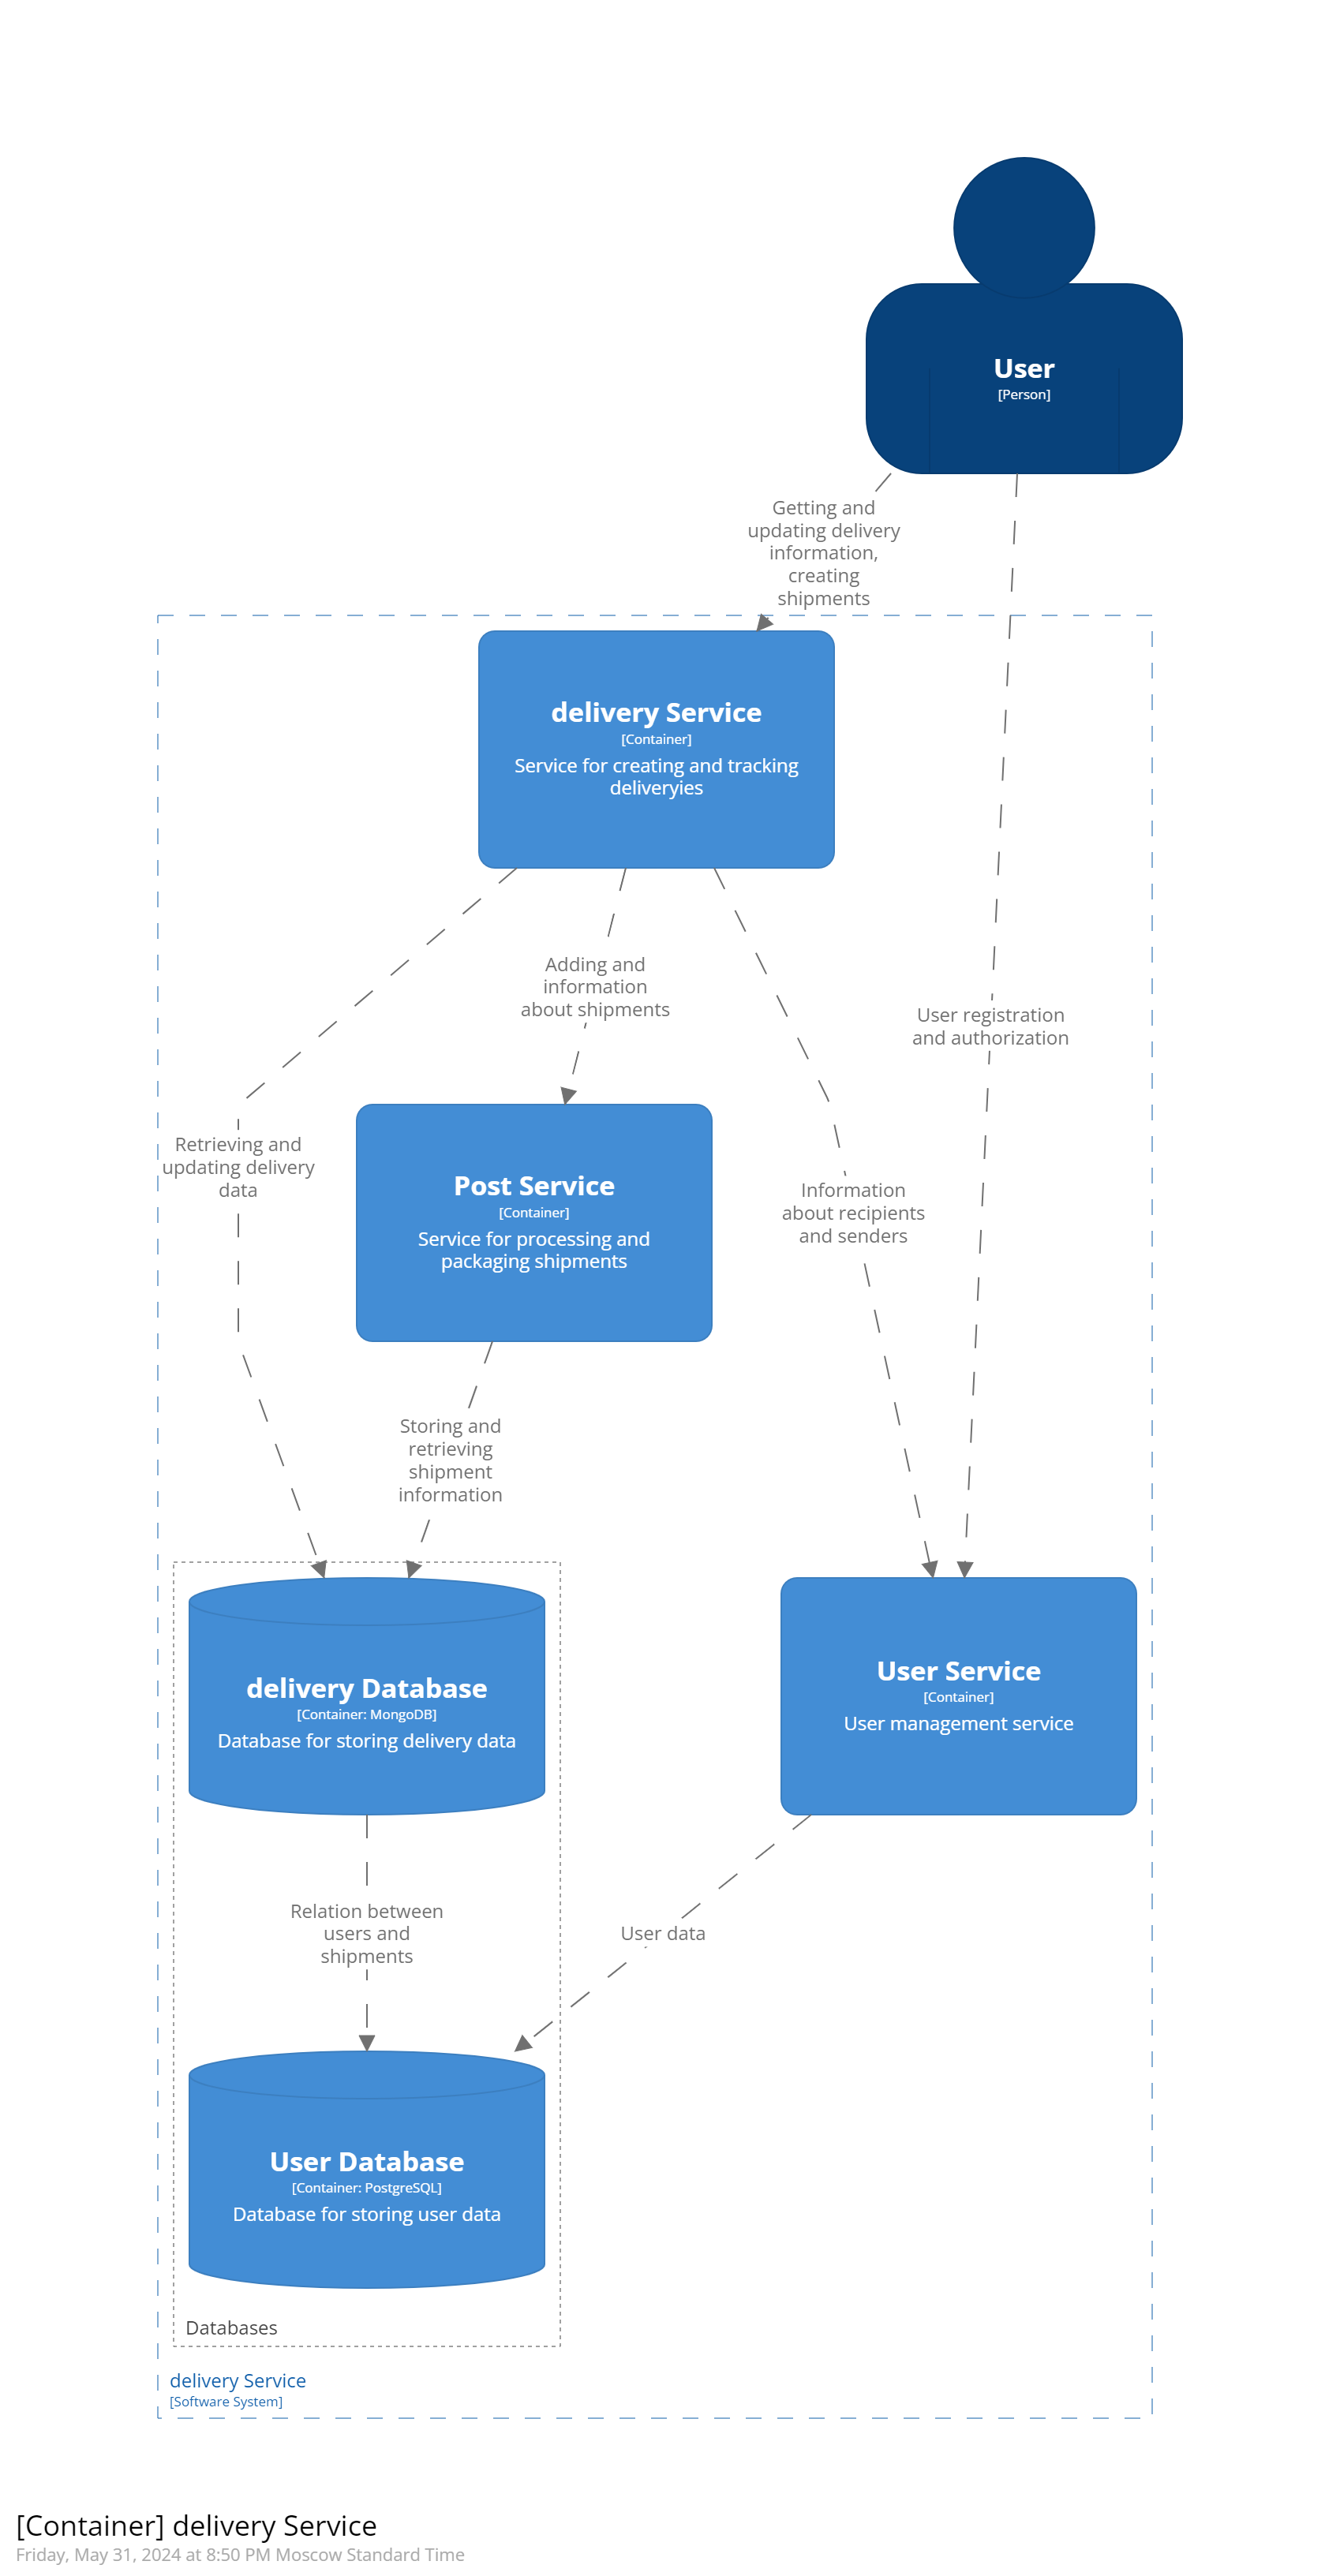 User
[Person]
Getting and
updating delivery
information,
creating
shipments
delivery Service
[Container]
Service for creating and tracking
deliveryies
Adding and
information
about shipments
User registration
and authorization
Retrieving and
updating delivery
data
Post Service
[Container]
Service for processing and
packaging shipments
Information
about recipients
and senders
Storing and
retrieving
shipment
information
delivery Database
[Container: MongoDB]
Database for storing delivery data
User Service
[Container]
User management service
Relation between
users and
shipments
User data
User Database
[Container: PostgreSQL]
Database for storing user data
Databases
delivery Service
[Software System]
[Container] delivery Service
Friday, May 31, 2024 at 8:50 PM Moscow Standard Time